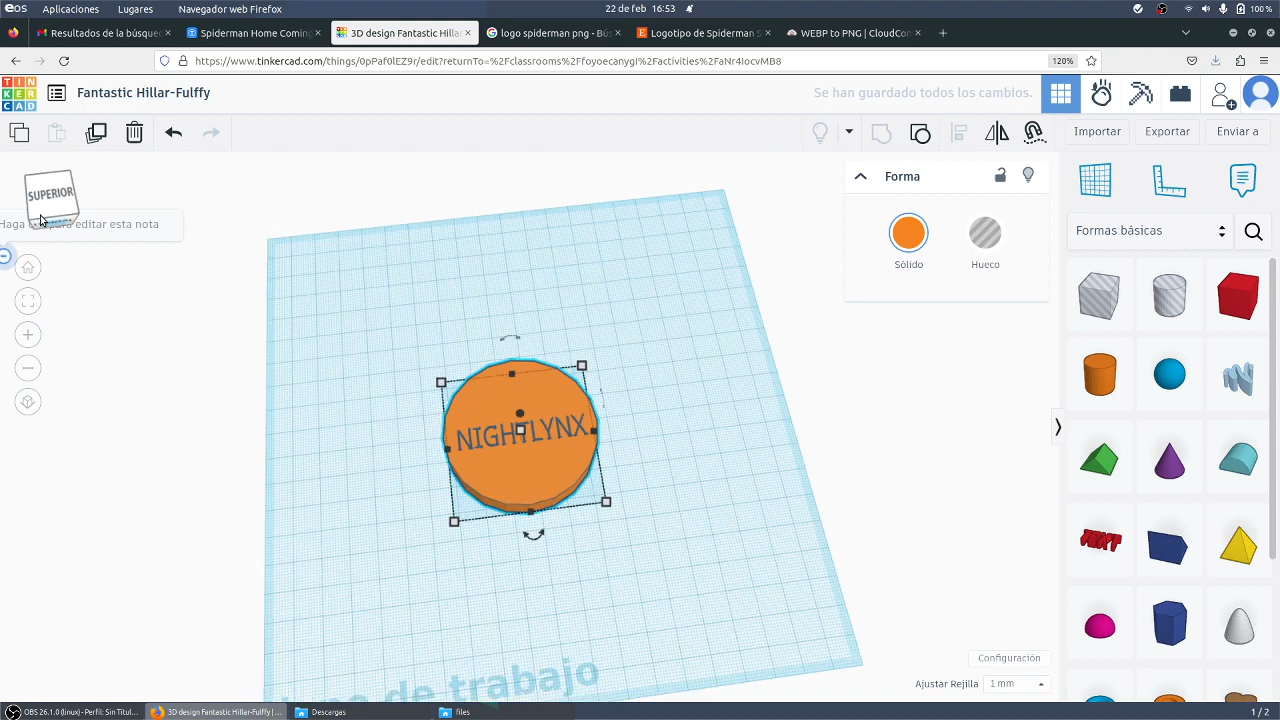 eos Aplicaciones Lugares Navegador web Firefox 22 de feb 16:53 100 %
Resultados de la búsque Spiderman Home Coming 3D design Fantastic Hillar logo spiderman png - Bús Logotipo de Spiderman S WEBP to PNG | CloudCon
https://www.tinkercad.com/things/0pPaf0lEZ9r/edit?returnTo=%2Fclassrooms%2Ffoyoecanygl%2Factivities%2FaNr4IocvMB8 120%
TIN KER CAD Fantastic Hillar-Fulffy Se han guardado todos los cambios.
Importar Exportar Enviar a
SUPERIOR
Haga para editar esta nota
Forma
Sólido Hueco
Formas básicas
NIGHTLYNX
TEXT
de trabajo
Configuración
Ajustar Rejilla 1 mm
OBS 26.1.0 (linux) - Perfil: Sin Titul... 3D design Fantastic Hillar-Fulffy |... Descargas files 1 / 2